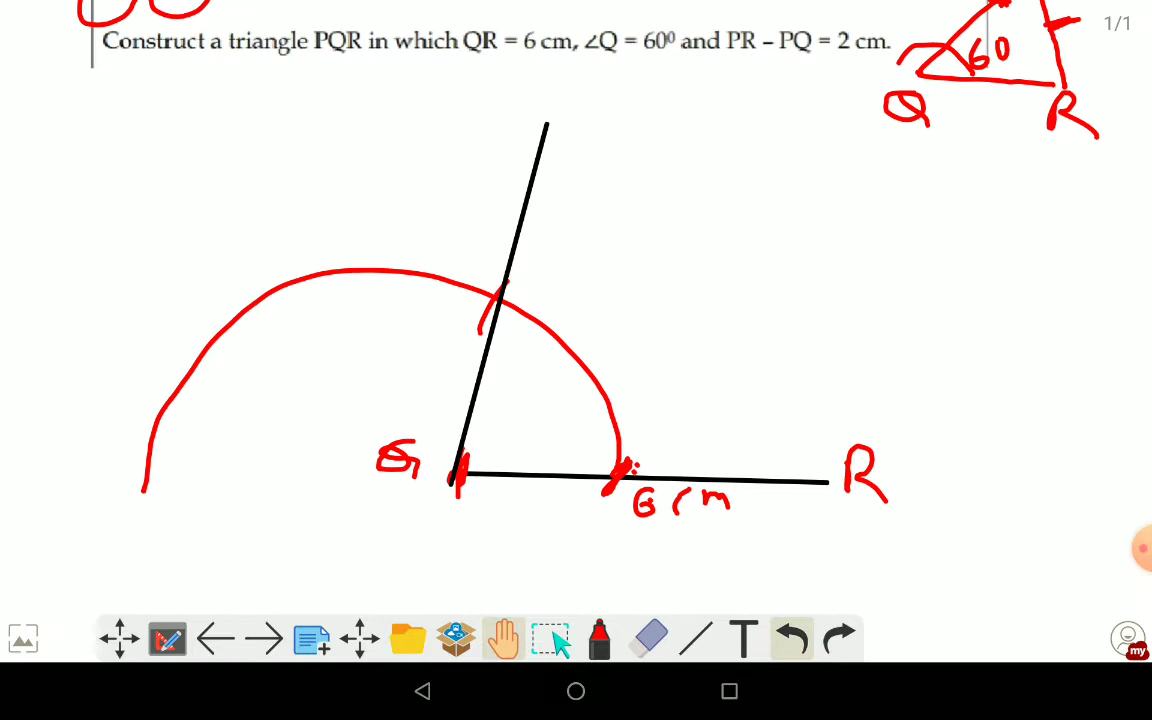 1/1
Construct a triangle PQR in which QR = 6 cm, ∠Q = 60⁰ and PR – PQ = 2 cm.
60
Q
R
Q
R
6 cm
T
my